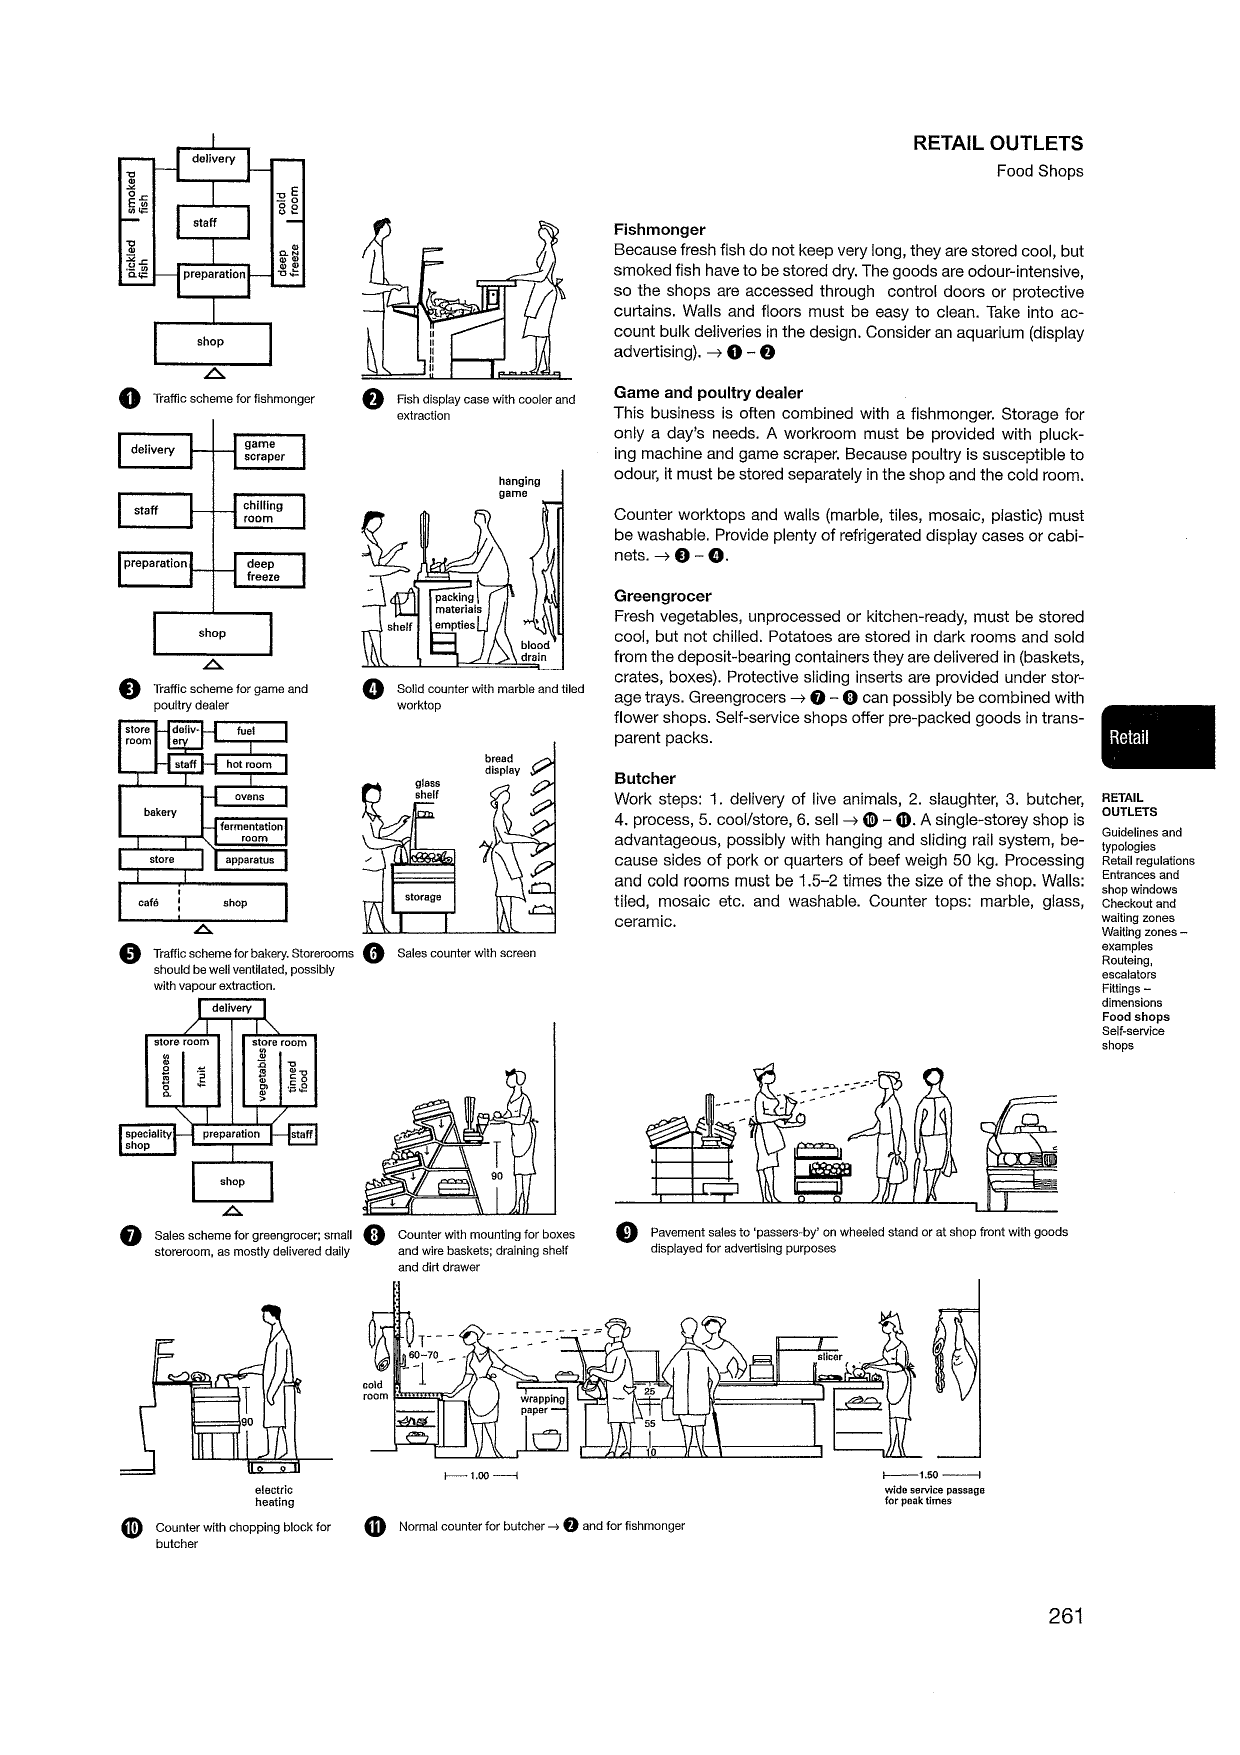 RETAIL OUTLETS
Food Shops
delivery
smoked
fish
cold
room
staff
pickled
fish
deep
freeze
preparation
shop
1 Traffic scheme for fishmonger
2 Fish display case with cooler and
extraction
delivery
game
scraper
staff
chilling
room
preparation
deep
freeze
shop
3 Traffic scheme for game and
poultry dealer
hanging
game
packing
materials
shelf
empties
blood
drain
4 Solid counter with marble and tiled
worktop
store
room
deliv-
ery
fuel
staff
hot room
bakery
ovens
fermentation
room
store
apparatus
café
shop
5 Traffic scheme for bakery. Storerooms
should be well ventilated, possibly
with vapour extraction.
bread
display
glass
shelf
storage
6 Sales counter with screen
delivery
store room
store room
potatoes
fruit
vegetables
tinned
food
speciality
shop
preparation
staff
shop
7 Sales scheme for greengrocer; small
storeroom, as mostly delivered daily
90
8 Counter with mounting for boxes
and wire baskets; draining shelf
and dirt drawer
Fishmonger
Because fresh fish do not keep very long, they are stored cool, but
smoked fish have to be stored dry. The goods are odour-intensive,
so the shops are accessed through control doors or protective
curtains. Walls and floors must be easy to clean. Take into ac-
count bulk deliveries in the design. Consider an aquarium (display
advertising). → 1 – 2
Game and poultry dealer
This business is often combined with a fishmonger. Storage for
only a day's needs. A workroom must be provided with pluck-
ing machine and game scraper. Because poultry is susceptible to
odour, it must be stored separately in the shop and the cold room.
Counter worktops and walls (marble, tiles, mosaic, plastic) must
be washable. Provide plenty of refrigerated display cases or cabi-
nets. → 3 – 4.
Greengrocer
Fresh vegetables, unprocessed or kitchen-ready, must be stored
cool, but not chilled. Potatoes are stored in dark rooms and sold
from the deposit-bearing containers they are delivered in (baskets,
crates, boxes). Protective sliding inserts are provided under stor-
age trays. Greengrocers → 7 – 8 can possibly be combined with
flower shops. Self-service shops offer pre-packed goods in trans-
parent packs.
Butcher
Work steps: 1. delivery of live animals, 2. slaughter, 3. butcher,
4. process, 5. cool/store, 6. sell → 10 – 11. A single-storey shop is
advantageous, possibly with hanging and sliding rail system, be-
cause sides of pork or quarters of beef weigh 50 kg. Processing
and cold rooms must be 1.5–2 times the size of the shop. Walls:
tiled, mosaic etc. and washable. Counter tops: marble, glass,
ceramic.
Retail
RETAIL
OUTLETS
Guidelines and
typologies
Retail regulations
Entrances and
shop windows
Checkout and
waiting zones
Waiting zones –
examples
Routeing,
escalators
Fittings –
dimensions
Food shops
Self-service
shops
9 Pavement sales to 'passers-by' on wheeled stand or at shop front with goods
displayed for advertising purposes
90
electric
heating
10 Counter with chopping block for
butcher
60–70
cold
room
wrapping
paper
25
55
10
slicer
1.00
1.50
wide service passage
for peak times
11 Normal counter for butcher → 2 and for fishmonger
261